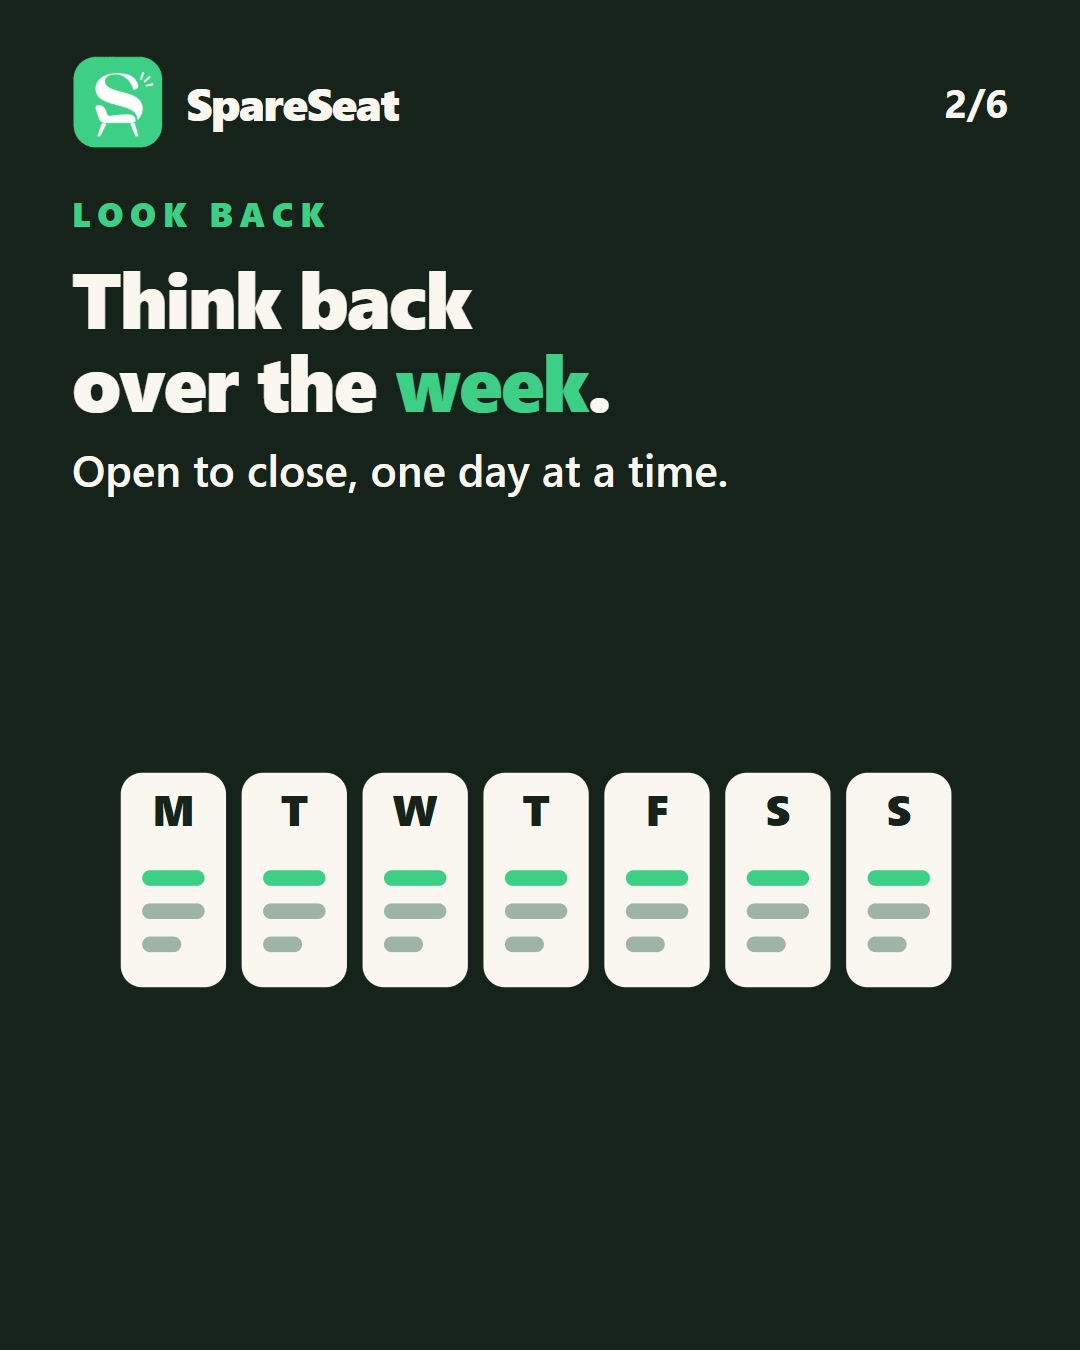 SpareSeat
2/6
LOOK BACK
Think back
over the week.
Open to close, one day at a time.
M T W T F S S